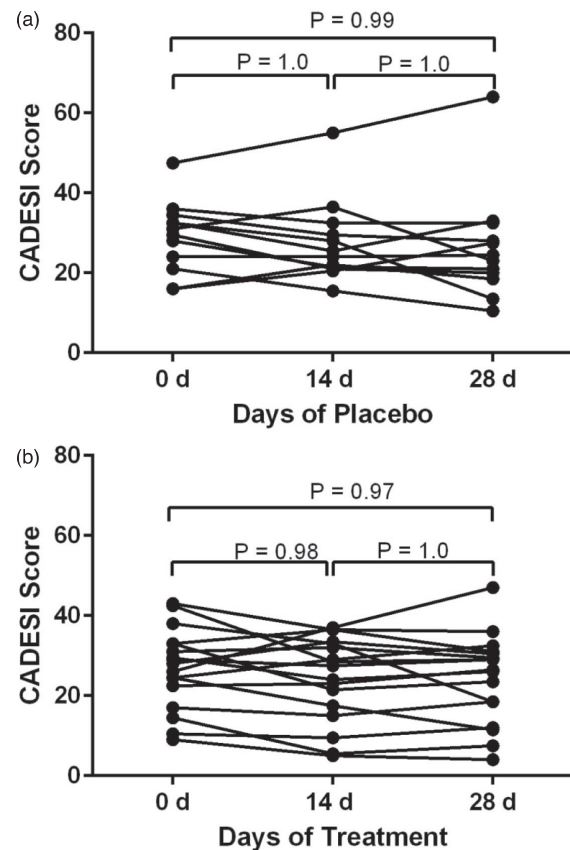 (a)
80
60
40
20
0
CADESI Score
P = 0.99
P = 1.0 P = 1.0
0 d 14 d 28 d
Days of Placebo
(b)
80
60
40
20
0
CADESI Score
P = 0.97
P = 0.98 P = 1.0
0 d 14 d 28 d
Days of Treatment